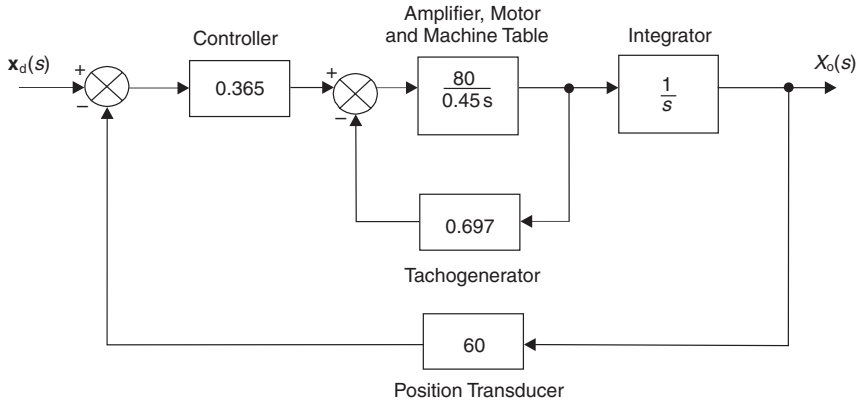 Amplifier, Motor
and Machine Table
Controller
Integrator
x_d(s)
X_o(s)
+
−
0.365
+
−
80
0.45 s
1
s
0.697
Tachogenerator
60
Position Transducer